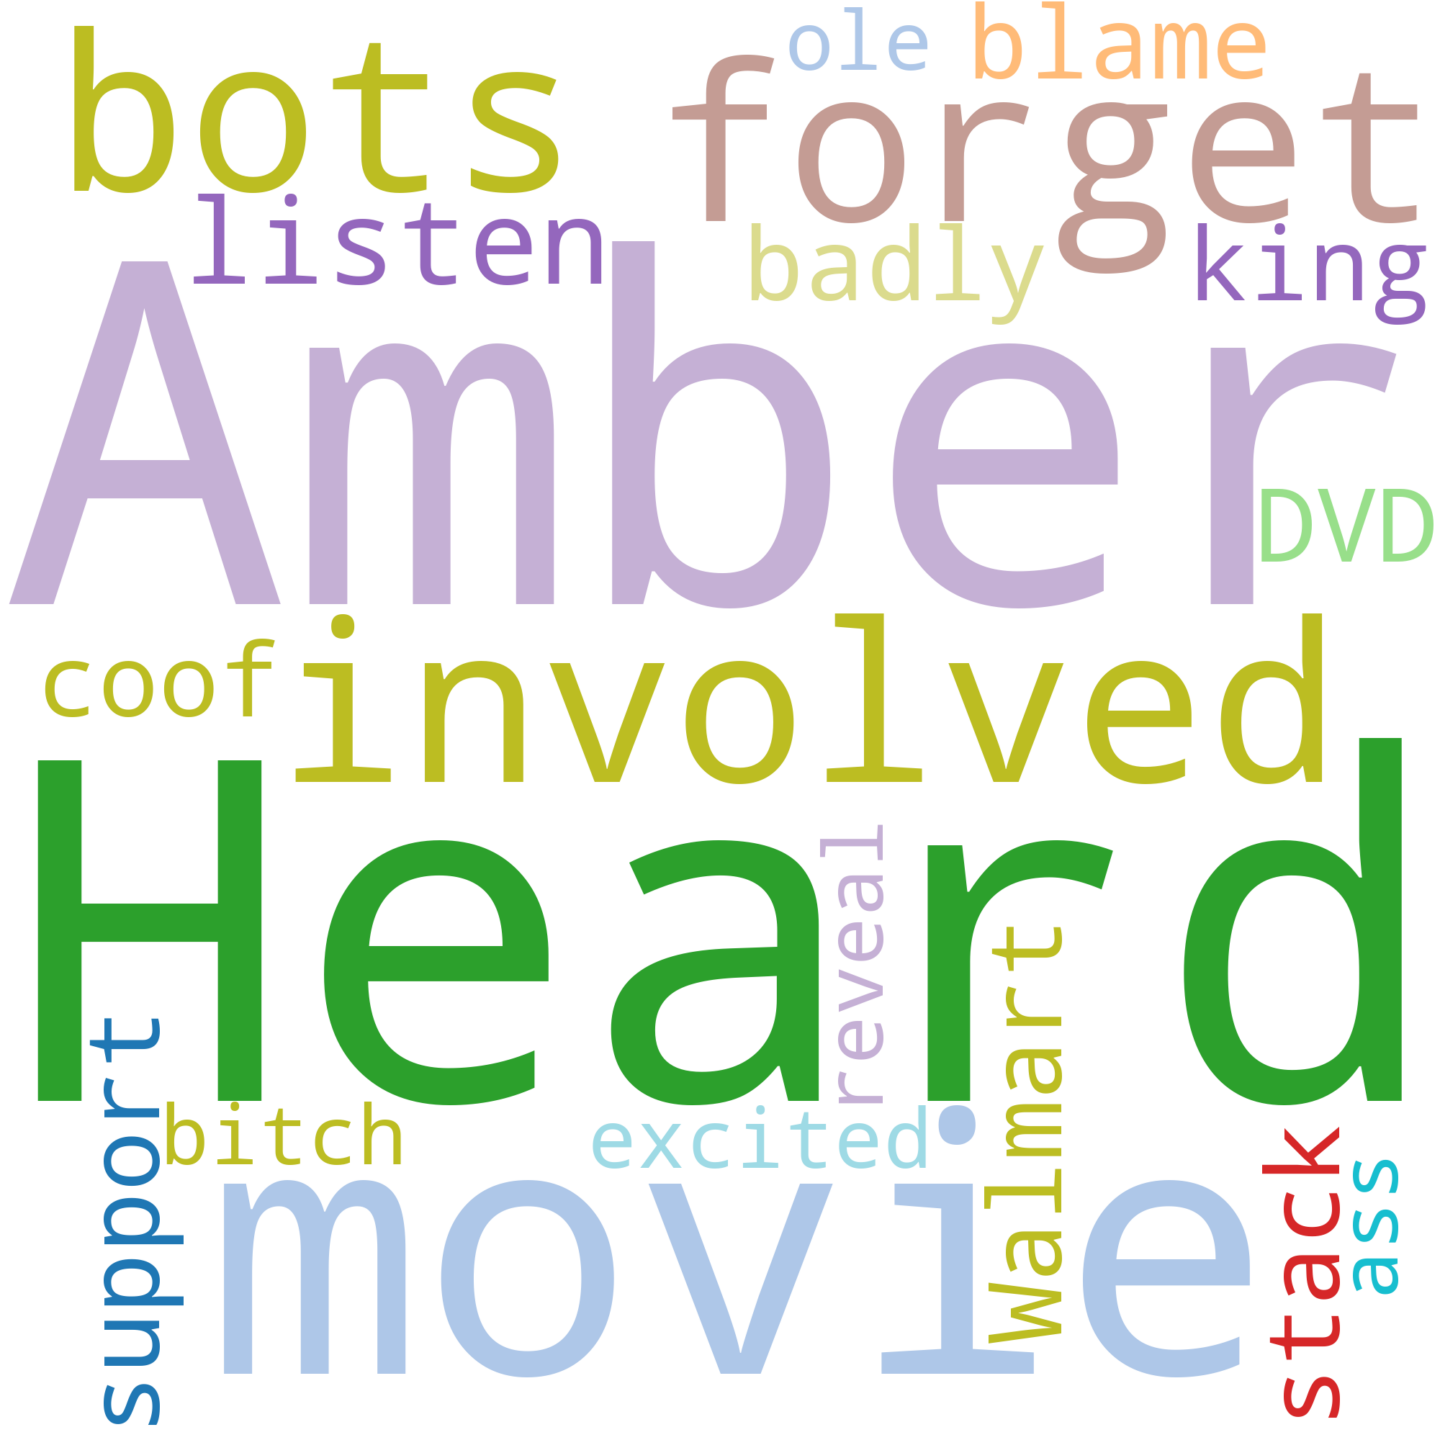 ole
blame
bots
forget
listen
badly
king
Amber
DVD
coof
involved
Heard
reveal
Walmart
support
bitch
excited
movie
stack
ass